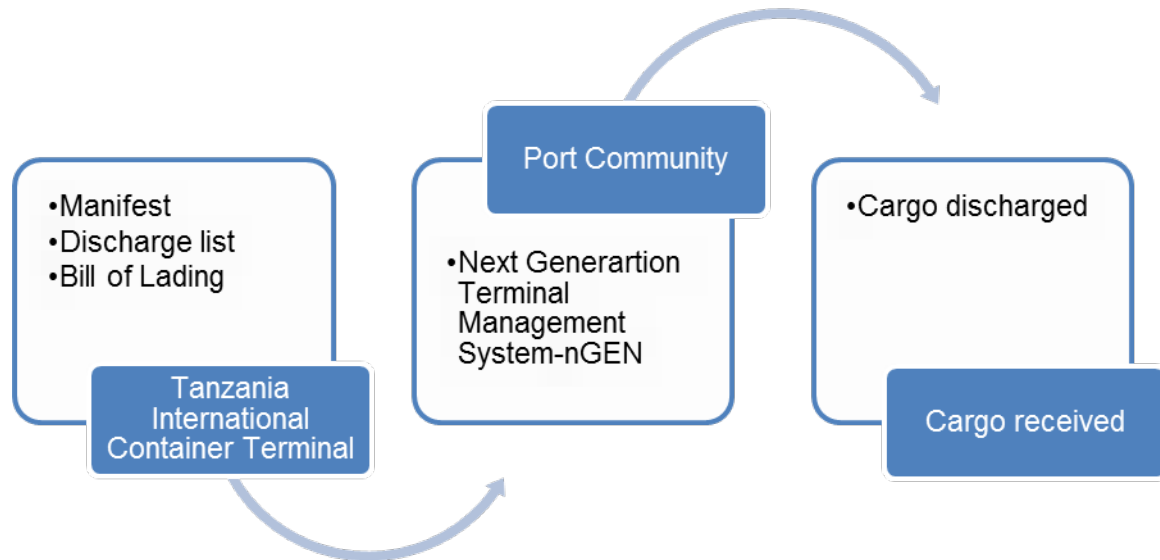 •Manifest
•Discharge list
•Bill of Lading
Tanzania
International
Container Terminal
Port Community
•Next Generartion
Terminal
Management
System-nGEN
•Cargo discharged
Cargo received